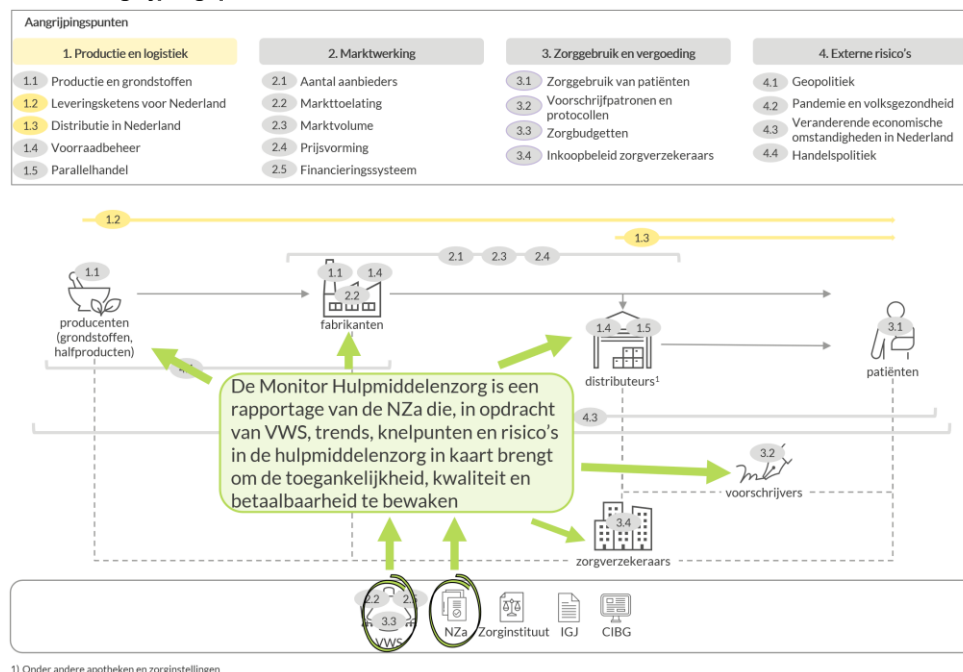 Aangrijpingspunten
1. Productie en logistiek
1.1 Productie en grondstoffen
1.2 Leveringsketens voor Nederland
1.3 Distributie in Nederland
1.4 Voorraadbeheer
1.5 Parallelhandel
2. Marktwerking
2.1 Aantal aanbieders
2.2 Markttoelating
2.3 Marktvolume
2.4 Prijsvorming
2.5 Financieringssysteem
3. Zorggebruik en vergoeding
3.1 Zorggebruik van patiënten
3.2 Voorschrijfpatronen en
protocollen
3.3 Zorgbudgetten
3.4 Inkoopbeleid zorgverzekeraars
4. Externe risico's
4.1 Geopolitiek
4.2 Pandemie en volksgezondheid
4.3 Veranderende economische
omstandigheden in Nederland
4.4 Handelspolitiek
1.2
1.3
2.1 2.3 2.4
1.1
producenten
(grondstoffen,
halfproducten)
1.1 1.4
2.2
fabrikanten
1.4 1.5
distributeurs¹
3.1
patiënten
De Monitor Hulpmiddelenzorg is een
rapportage van de NZa die, in opdracht
van VWS, trends, knelpunten en risico's
in de hulpmiddelenzorg in kaart brengt
om de toegankelijkheid, kwaliteit en
betaalbaarheid te bewaken
4.3
3.2
voorschrijvers
3.4
zorgverzekeraars
2.2 2.5
3.3
VWS
NZa
Zorginstituut
IGJ
CIBG
1) Onder andere apotheken en zorginstellingen